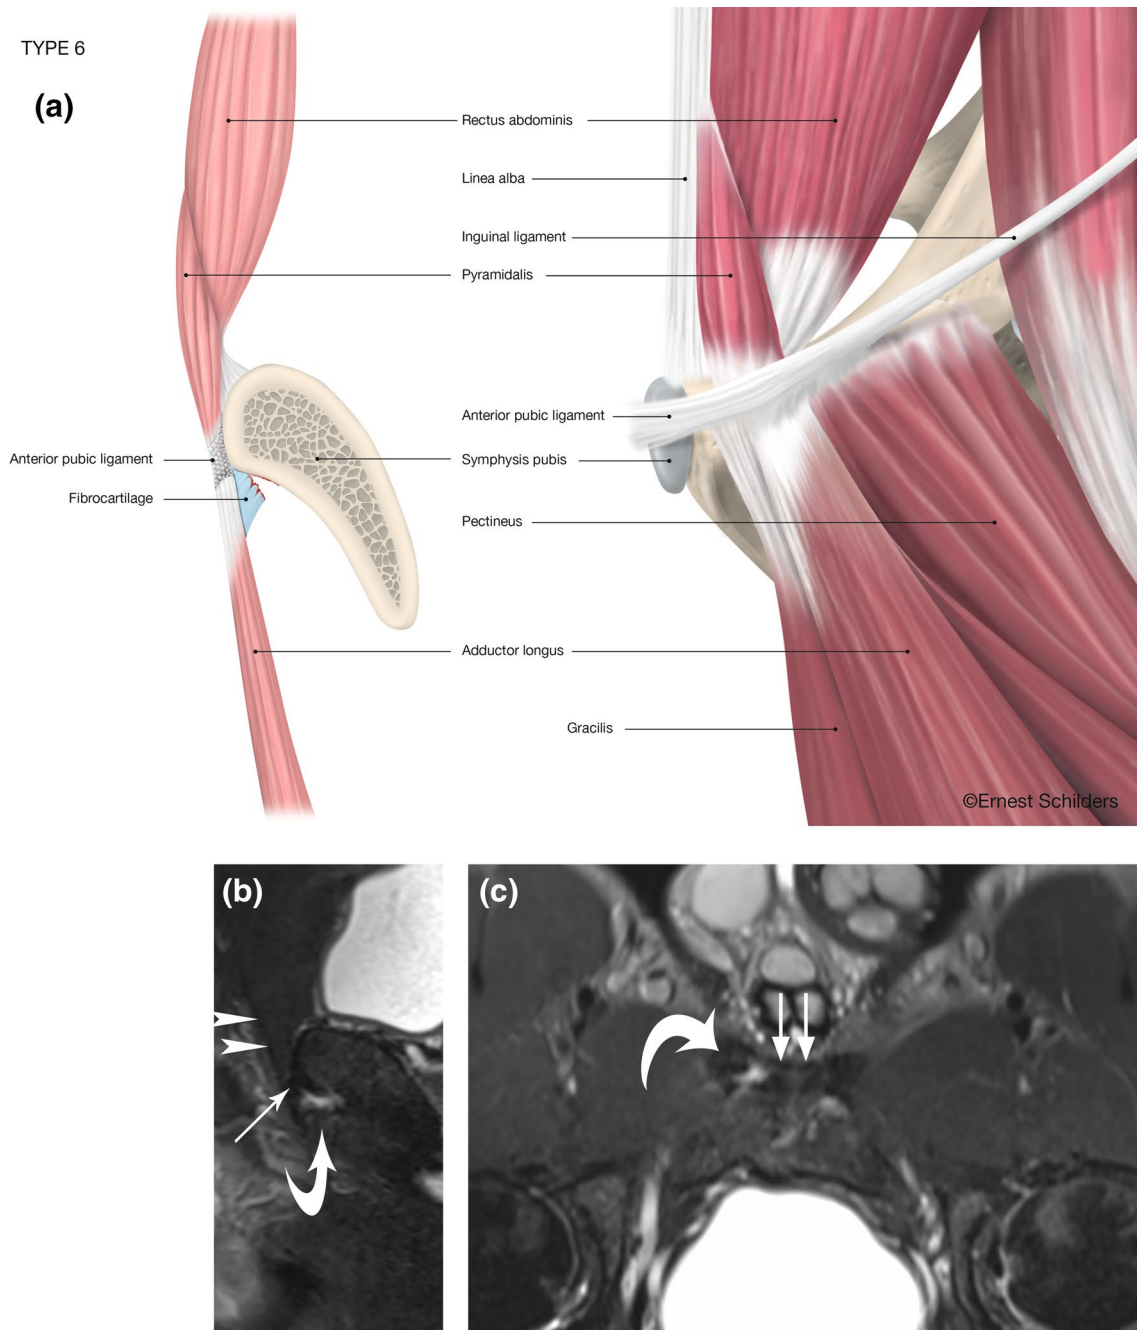 TYPE 6
(a)
Rectus abdominis
Linea alba
Inguinal ligament
Pyramidalis
Anterior pubic ligament
Anterior pubic ligament
Symphysis pubis
Fibrocartilage
Pectineus
Adductor longus
Gracilis
©Ernest Schilders
(b)
(c)